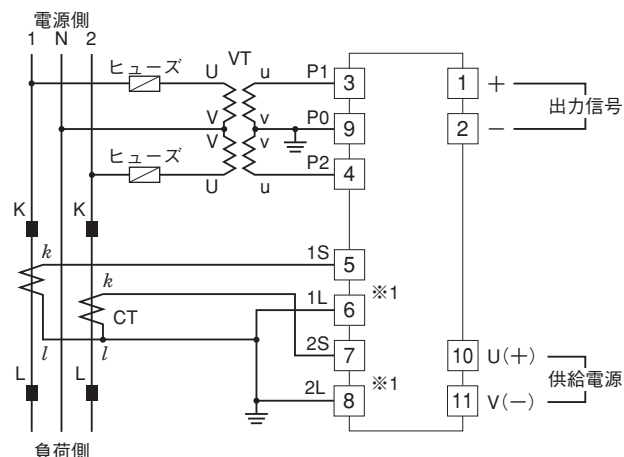 電源側
1 N 2
ヒューズ VT
U u P1 3 1 +
出力信号
V v P0 9 2 −
V v
ヒューズ P2 4
U u
K K
k 1S 5
k 1L 6 ※1
CT
l l 2S 7 10 U(+)
供給電源
L L 2L 8 ※1 11 V(−)
負荷側